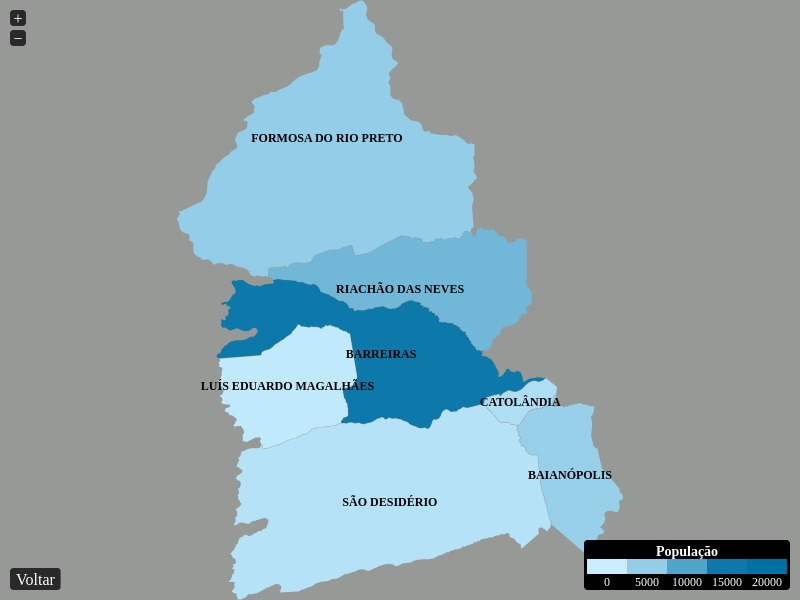 +
−
FORMOSA DO RIO PRETO
RIACHÃO DAS NEVES
BARREIRAS
LUÍS EDUARDO MAGALHÃES
CATOLÂNDIA
BAIANÓPOLIS
SÃO DESIDÉRIO
População
0 5000 10000 15000 20000
Voltar